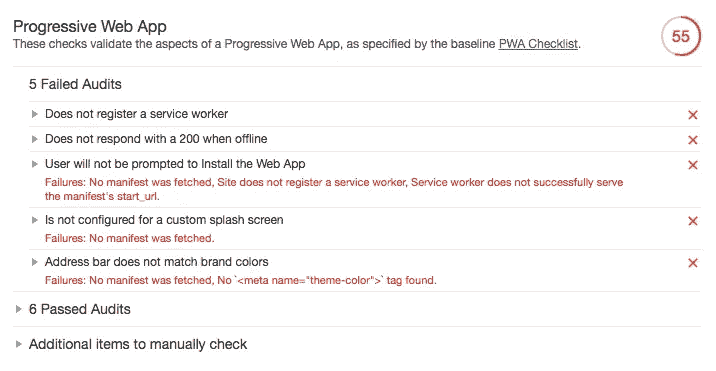 Progressive Web App
These checks validate the aspects of a Progressive Web App, as specified by the baseline PWA Checklist.
55
5 Failed Audits
Does not register a service worker
Does not respond with a 200 when offline
User will not be prompted to Install the Web App
Failures: No manifest was fetched, Site does not register a service worker, Service worker does not successfully serve
the manifest's start_url.
Is not configured for a custom splash screen
Failures: No manifest was fetched.
Address bar does not match brand colors
Failures: No manifest was fetched, No `<meta name="theme-color">` tag found.
6 Passed Audits
Additional items to manually check